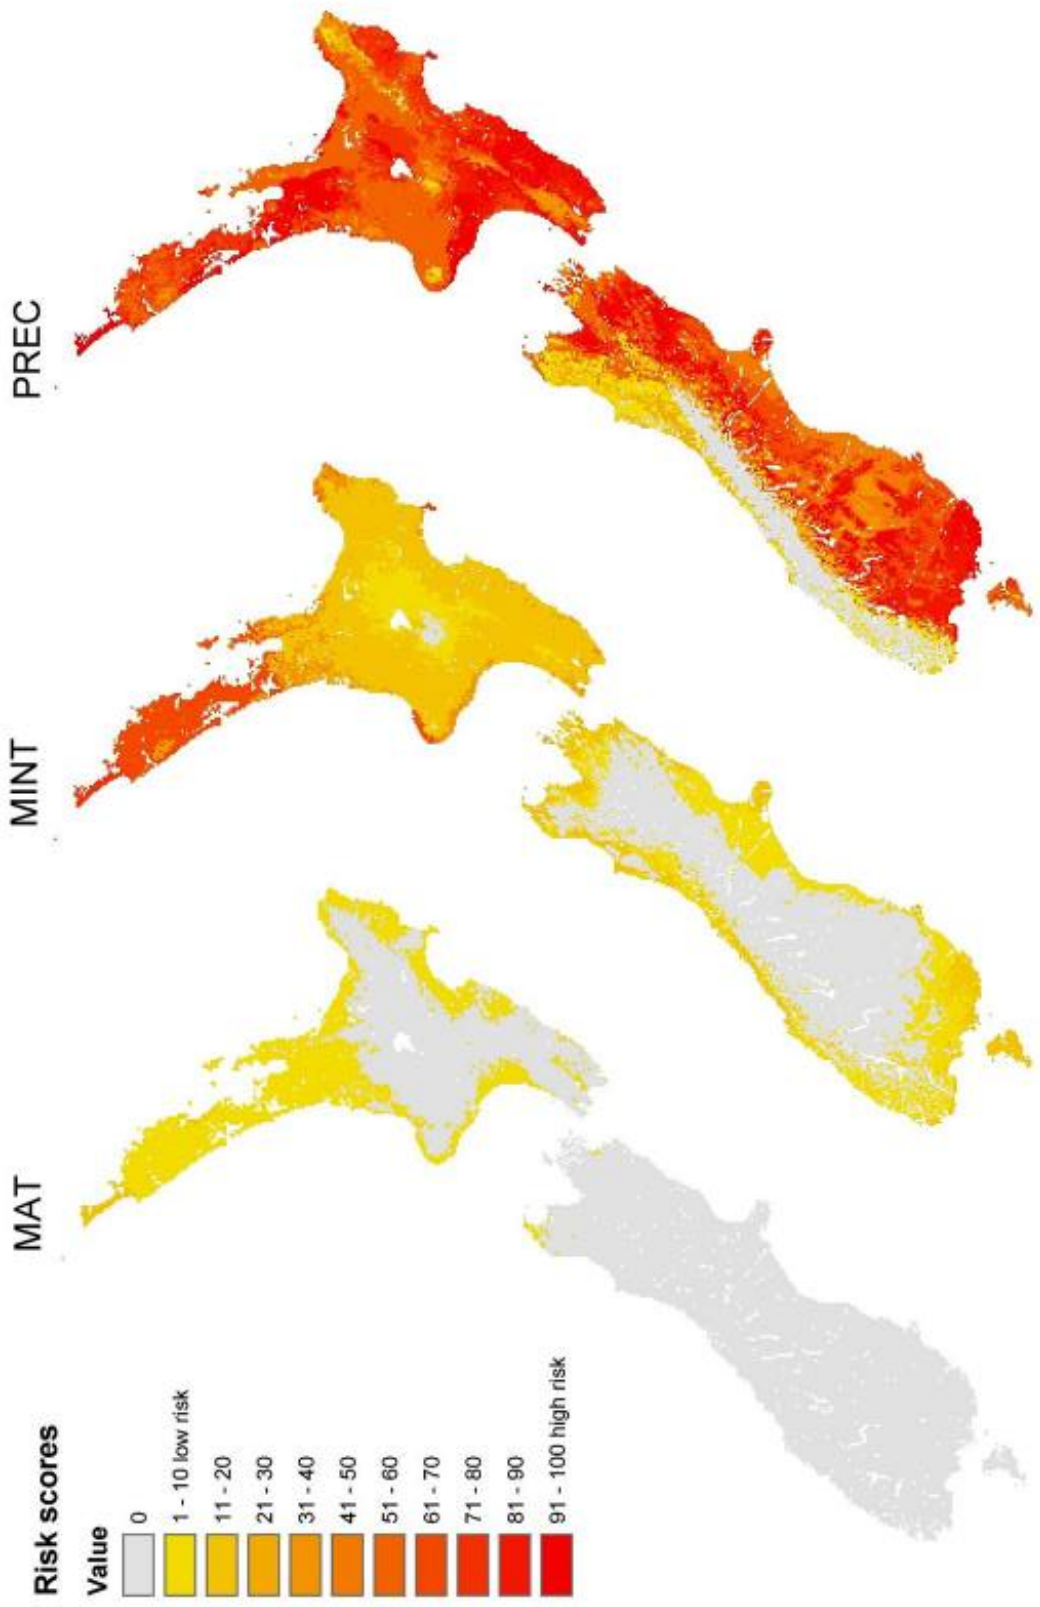 MAT
MINT
PREC
Risk scores
Value
0
1 - 10 low risk
11 - 20
21 - 30
31 - 40
41 - 50
51 - 60
61 - 70
71 - 80
81 - 90
91 - 100 high risk